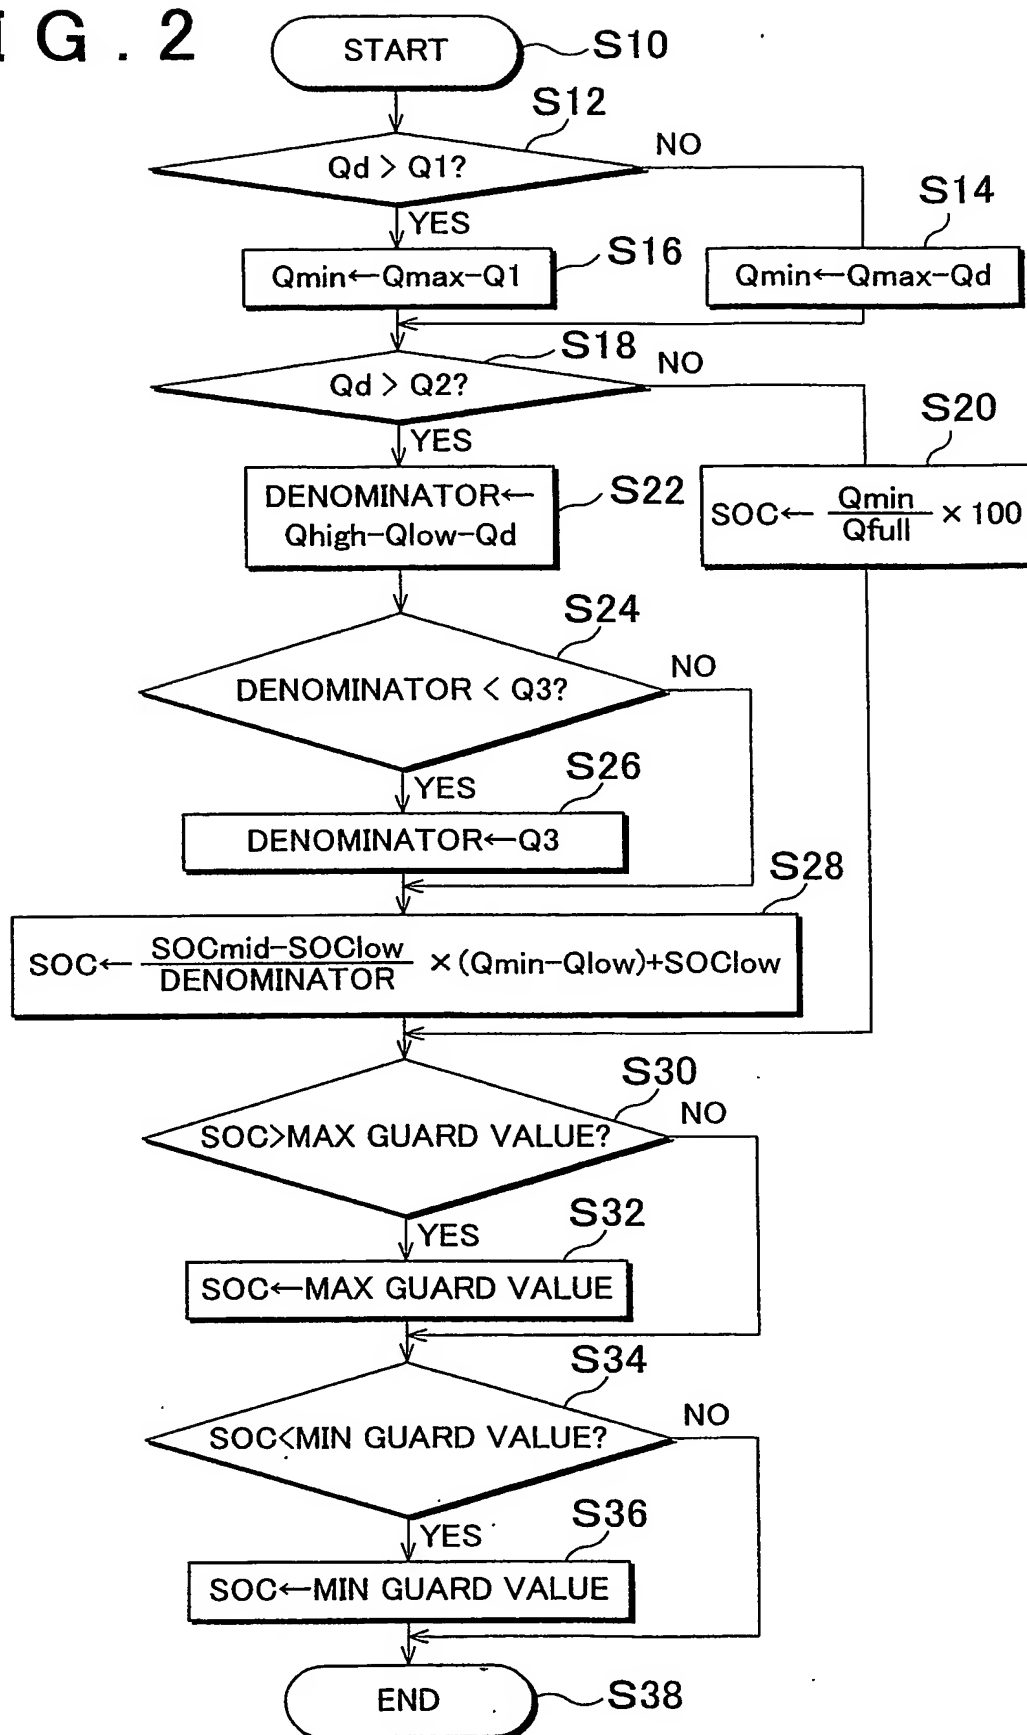 IG.2
START
S10
S12
Qd > Q1?
NO
YES
S14
S16
Qmin←Qmax-Q1
Qmin←Qmax-Qd
S18
Qd > Q2?
NO
YES
S20
S22
DENOMINATOR←
Qhigh-Qlow-Qd
SOC← Qmin/Qfull × 100
S24
DENOMINATOR < Q3?
NO
YES
S26
DENOMINATOR←Q3
S28
SOC← SOCmid-SOClow/DENOMINATOR ×(Qmin-Qlow)+SOClow
S30
SOC>MAX GUARD VALUE?
NO
YES
S32
SOC←MAX GUARD VALUE
S34
SOC<MIN GUARD VALUE?
NO
YES
S36
SOC←MIN GUARD VALUE
END
S38